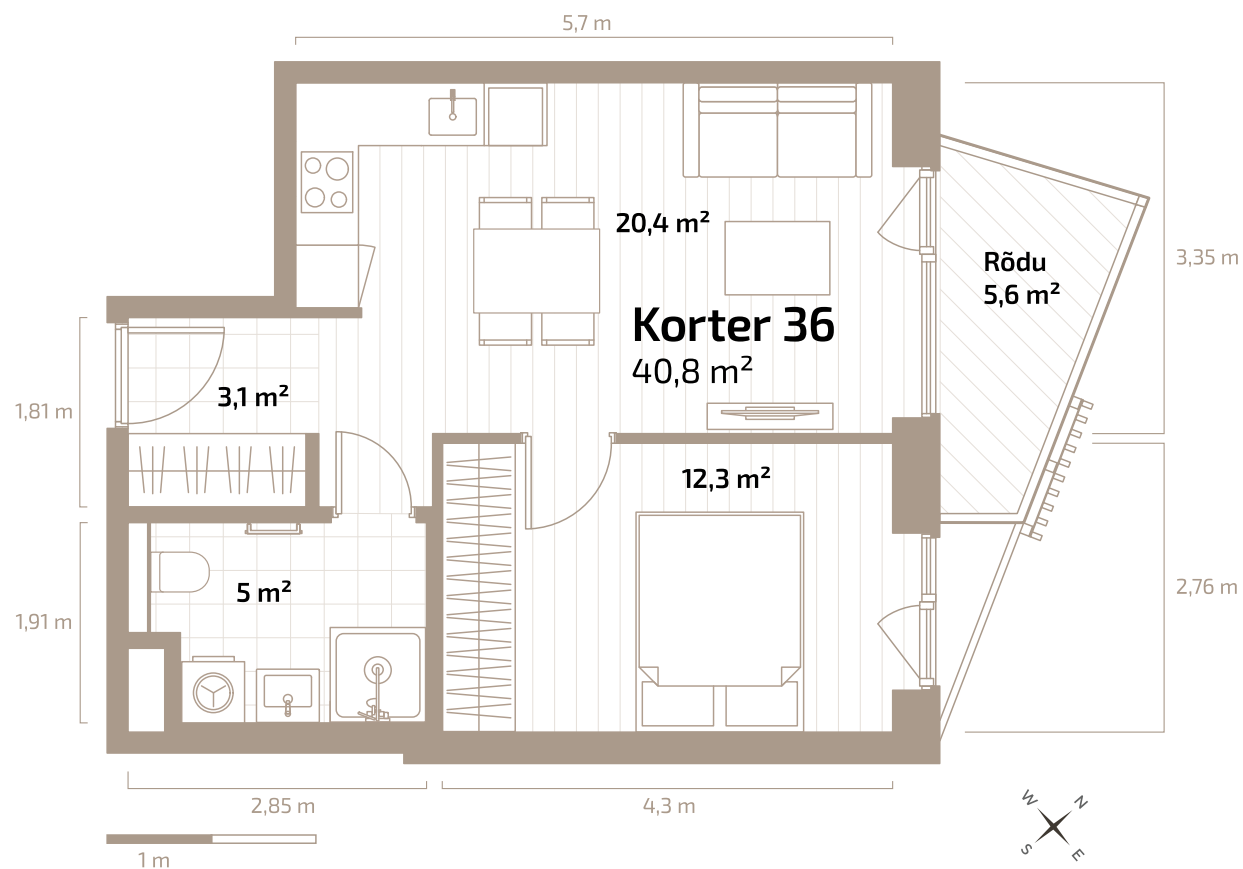 5,7 m
20,4 m²
Rõdu
5,6 m²
3,35 m
Korter 36
40,8 m²
3,1 m²
1,81 m
12,3 m²
5 m²
1,91 m
2,76 m
2,85 m
4,3 m
1 m
W
N
S
E